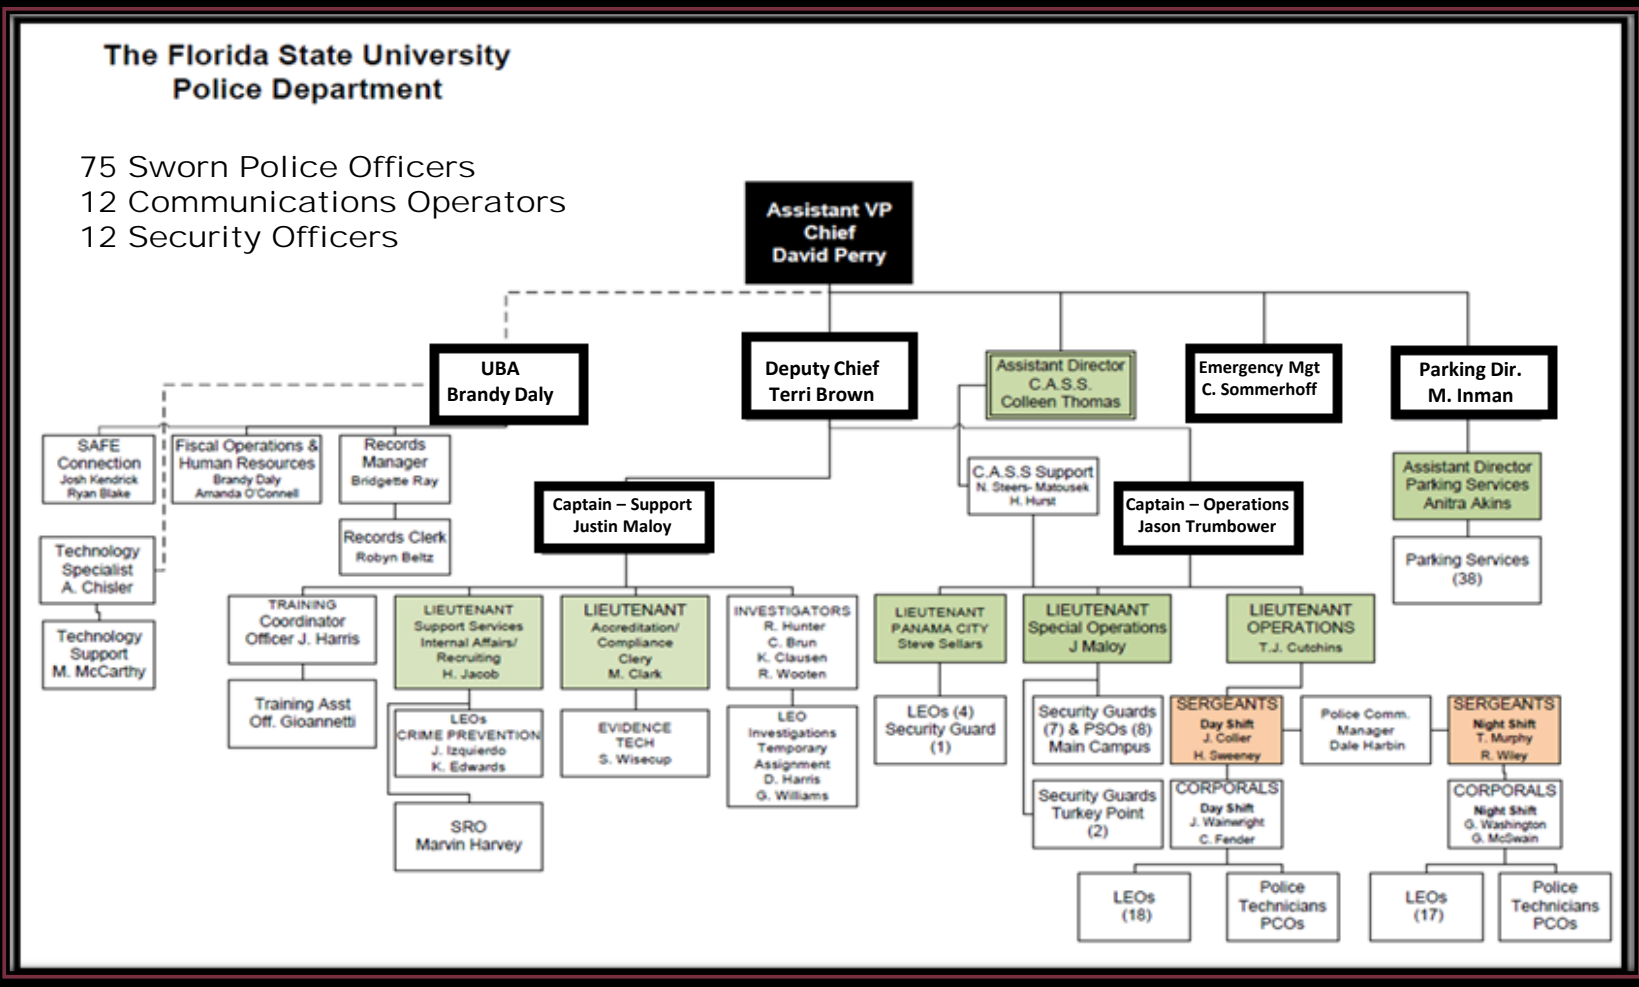 The Florida State University
Police Department
75 Sworn Police Officers
12 Communications Operators
12 Security Officers
Assistant VP
Chief
David Perry
UBA
Brandy Daly
Deputy Chief
Terri Brown
Assistant Director
C.A.S.S.
Colleen Thomas
Emergency Mgt
C. Sommerhoff
Parking Dir.
M. Inman
SAFE
Connection
Josh Kendrick
Ryan Blake
Fiscal Operations &
Human Resources
Brandy Daly
Amanda O'Connell
Records
Manager
Bridgette Ray
Records Clerk
Robyn Beltz
Technology
Specialist
A. Chisler
Technology
Support
M. McCarthy
Captain – Support
Justin Maloy
C.A.S.S Support
N. Steers- Matousek
H. Hurst
Captain – Operations
Jason Trumbower
Assistant Director
Parking Services
Anitra Akins
Parking Services
(38)
TRAINING
Coordinator
Officer J. Harris
Training Asst
Off. Gioannetti
LIEUTENANT
Support Services
Internal Affairs/
Recruiting
H. Jacob
LEOs
CRIME PREVENTION
J. Izquierdo
K. Edwards
SRO
Marvin Harvey
LIEUTENANT
Accreditation/
Compliance
Clery
M. Clark
EVIDENCE
TECH
S. Wisecup
INVESTIGATORS
R. Hunter
C. Brun
K. Clausen
R. Wooten
LEO
Investigations
Temporary
Assignment
D. Harris
G. Williams
LIEUTENANT
PANAMA CITY
Steve Sellars
LEOs (4)
Security Guard
(1)
LIEUTENANT
Special Operations
J Maloy
Security Guards
(7) & PSOs (8)
Main Campus
Security Guards
Turkey Point
(2)
LIEUTENANT
OPERATIONS
T.J. Cutchins
SERGEANTS
Day Shift
J. Collier
H. Sweeney
Police Comm.
Manager
Dale Harbin
SERGEANTS
Night Shift
T. Murphy
R. Wiley
CORPORALS
Day Shift
J. Wainwright
C. Fender
CORPORALS
Night Shift
G. Washington
G. McSwain
LEOs
(18)
Police
Technicians
PCOs
LEOs
(17)
Police
Technicians
PCOs